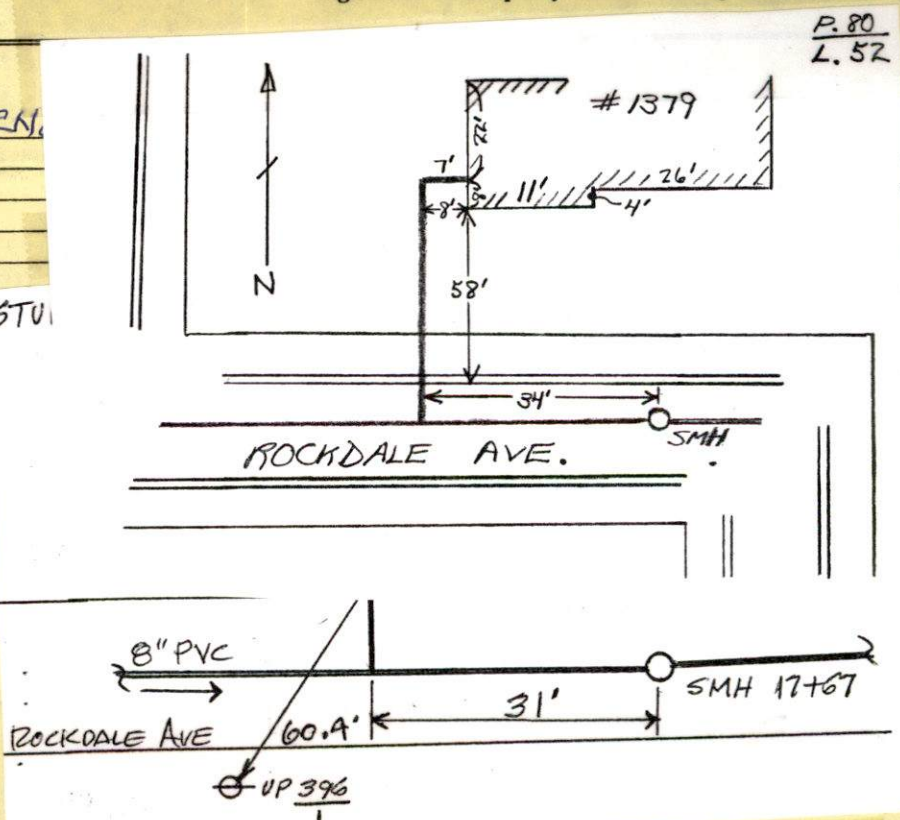 P. 80
L. 52
# 1379
22'
7'
8'
11'
26'
4'
58'
N
34'
SMH
ROCKDALE AVE.
8" PVC
SMH 17+67
31'
60.4'
ROCKDALE AVE
UP 396